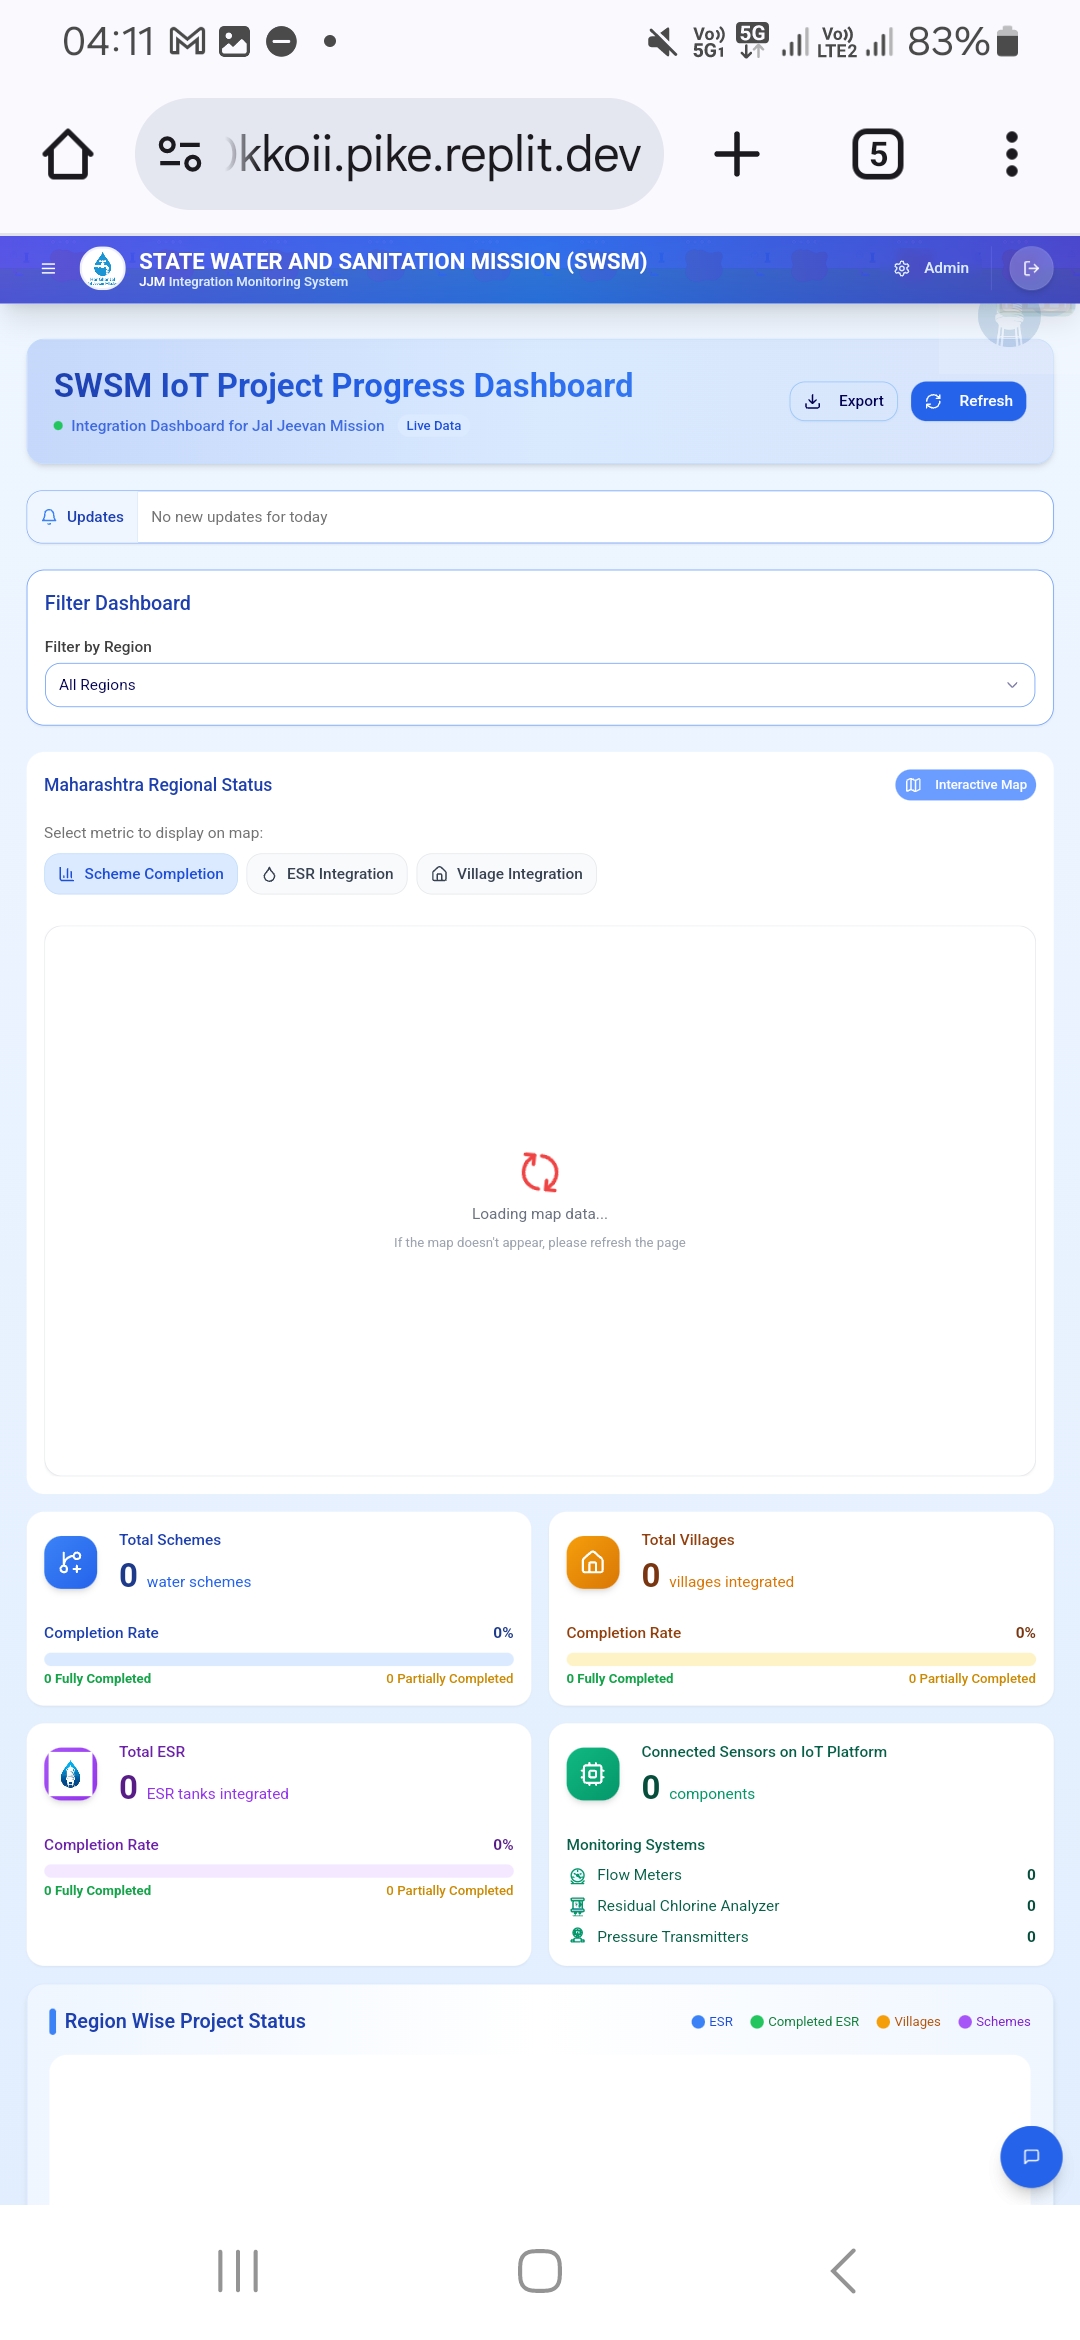 04:11
Vo))
5G1
5G
Vo))
LTE2
83%
kkoii.pike.replit.dev
5
STATE WATER AND SANITATION MISSION (SWSM)
JJM Integration Monitoring System
Admin
SWSM IoT Project Progress Dashboard
Integration Dashboard for Jal Jeevan Mission
Live Data
Export
Refresh
Updates
No new updates for today
Filter Dashboard
Filter by Region
All Regions
Maharashtra Regional Status
Interactive Map
Select metric to display on map:
Scheme Completion
ESR Integration
Village Integration
Loading map data...
If the map doesn't appear, please refresh the page
Total Schemes
0 water schemes
Completion Rate 0%
0 Fully Completed 0 Partially Completed
Total Villages
0 villages integrated
Completion Rate 0%
0 Fully Completed 0 Partially Completed
Total ESR
0 ESR tanks integrated
Completion Rate 0%
0 Fully Completed 0 Partially Completed
Connected Sensors on IoT Platform
0 components
Monitoring Systems
Flow Meters 0
Residual Chlorine Analyzer 0
Pressure Transmitters 0
Region Wise Project Status
ESR
Completed ESR
Villages
Schemes